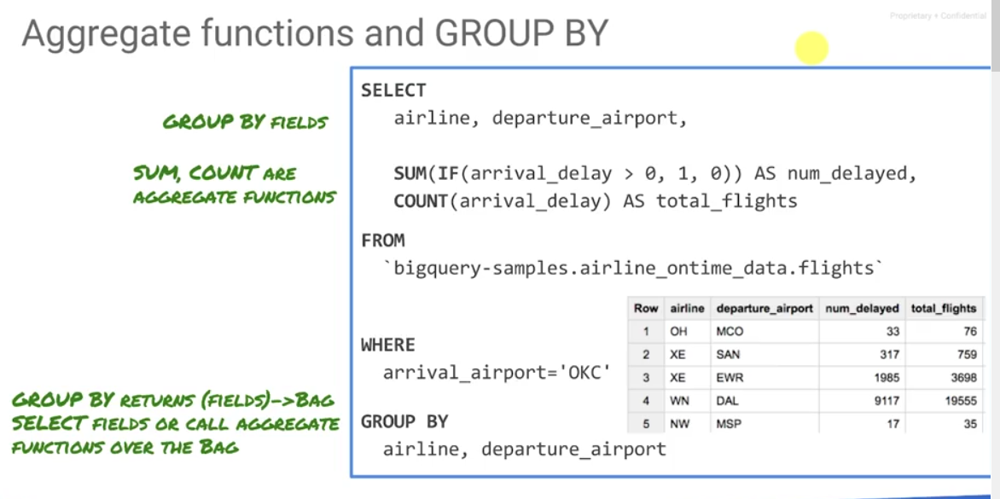 Proprietary + Confidential
Aggregate functions and GROUP BY
GROUP BY FIELDS
SUM, COUNT ARE
AGGREGATE FUNCTIONS
GROUP BY RETURNS (FIELDS)->BAG
SELECT FIELDS OR CALL AGGREGATE
FUNCTIONS OVER THE BAG
SELECT
airline, departure_airport,
SUM(IF(arrival_delay > 0, 1, 0)) AS num_delayed,
COUNT(arrival_delay) AS total_flights
FROM
`bigquery-samples.airline_ontime_data.flights`
WHERE
arrival_airport='OKC'
GROUP BY
airline, departure_airport
Row airline departure_airport num_delayed total_flights
1 OH MCO 33 76
2 XE SAN 317 759
3 XE EWR 1985 3698
4 WN DAL 9117 19555
5 NW MSP 17 35